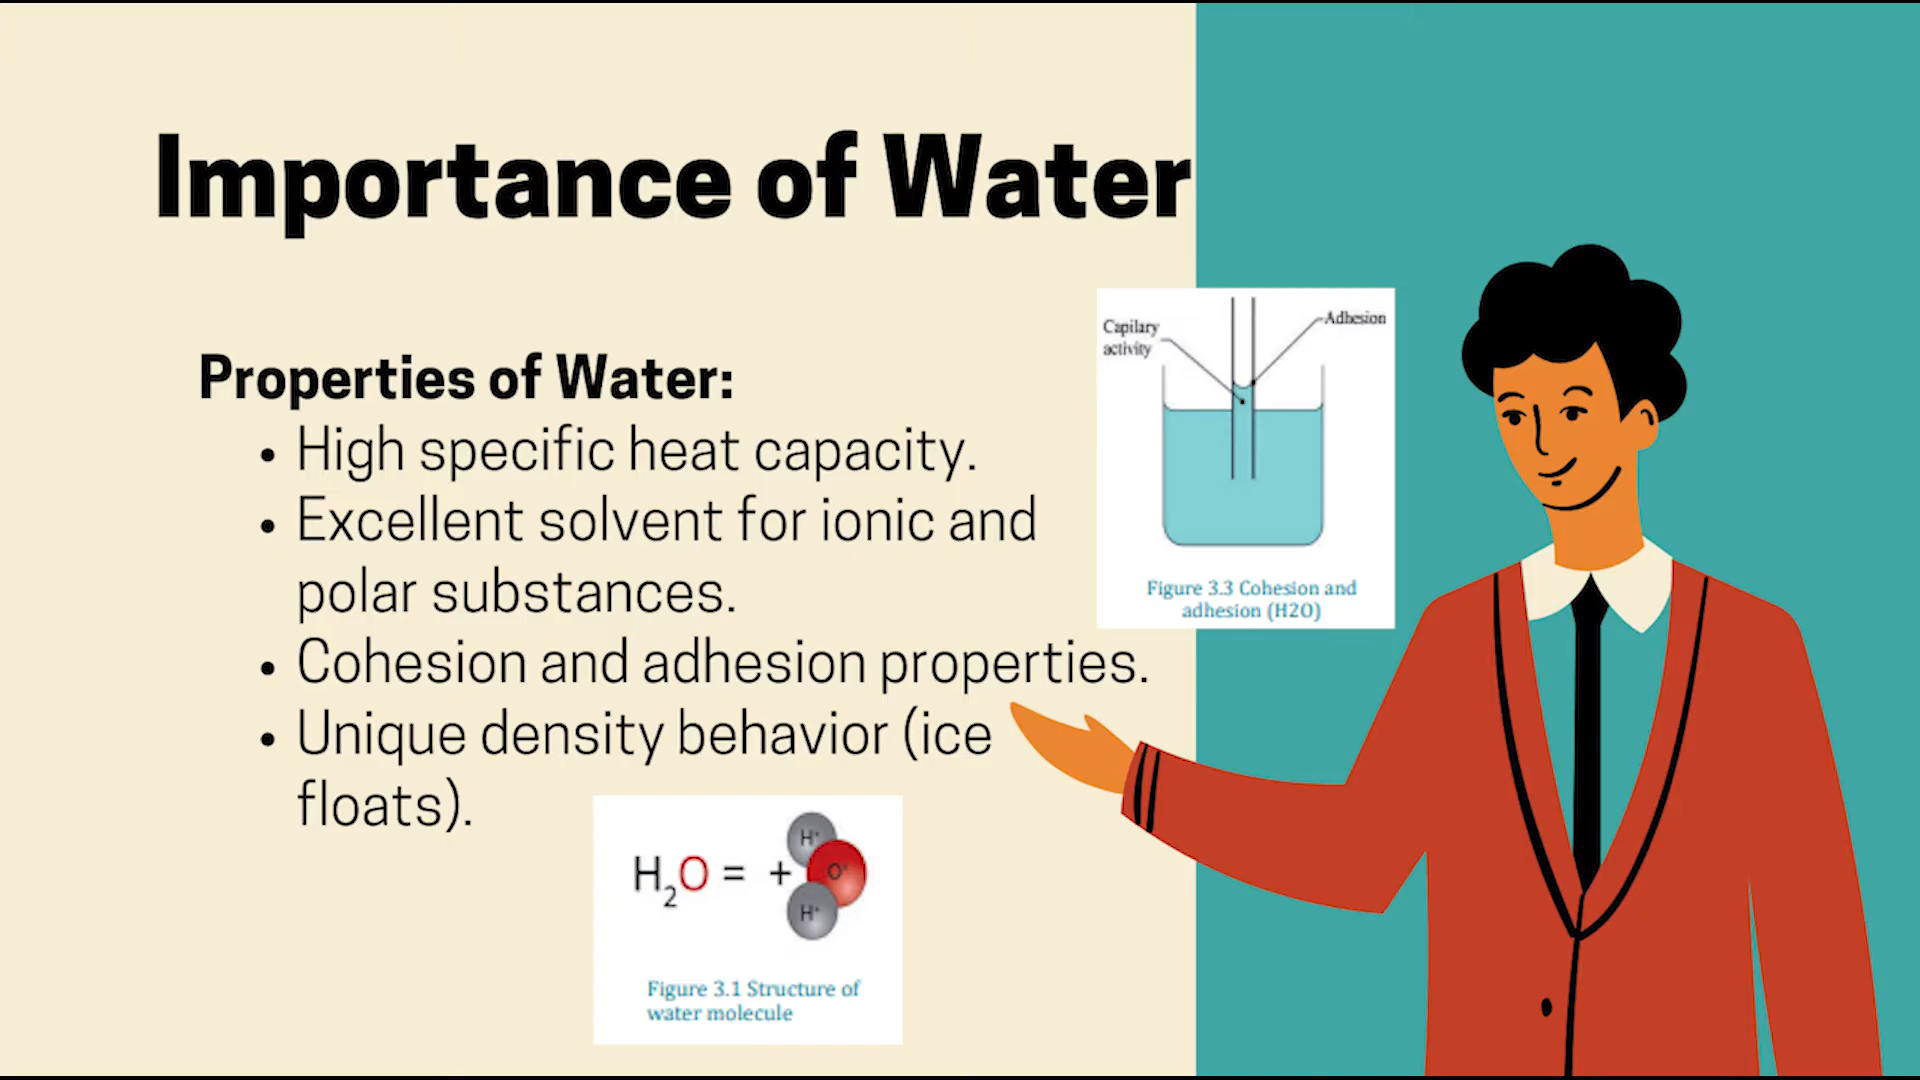 Importance of Water
Properties of Water:
• High specific heat capacity.
• Excellent solvent for ionic and
polar substances.
• Cohesion and adhesion properties.
• Unique density behavior (ice
floats).
Capilary
activity
Adhesion
Figure 3.3 Cohesion and
adhesion (H2O)
H₂O = +
H⁺
O⁺
H⁺
Figure 3.1 Structure of
water molecule